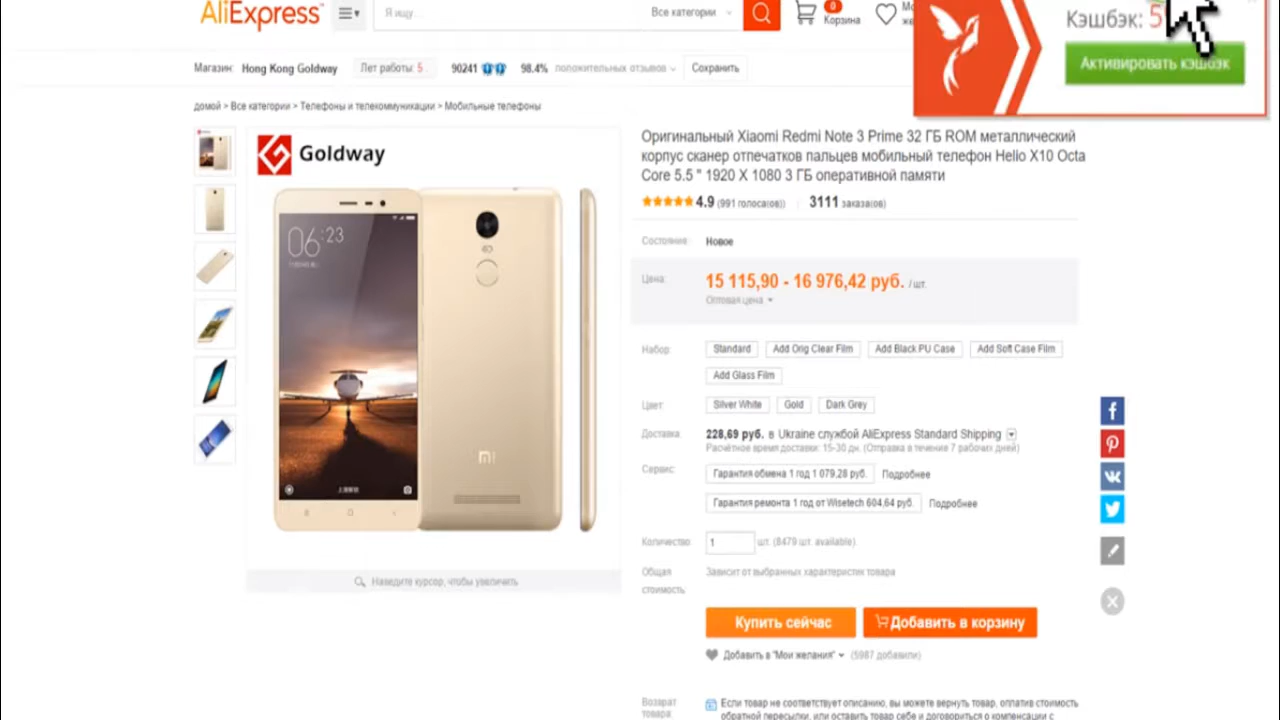 AliExpress™
Я ищу...
Все категории
0
Корзина
Кэшбэк: 5
Активировать кэшбэк
Магазин: Hong Kong Goldway
Лет работы: 5 .
90241
98.4% положительных отзывов
Сохранить
домой > Все категории > Телефоны и телекоммуникации > Мобильные телефоны
Goldway
06:23
Оригинальный Xiaomi Redmi Note 3 Prime 32 ГБ ROM металлический
корпус сканер отпечатков пальцев мобильный телефон Helio X10 Octa
Core 5.5 " 1920 X 1080 3 ГБ оперативной памяти
4.9 (991 голоса(ов)) 3111 заказа(ов)
Состояние: Новое
Цена: 15 115,90 - 16 976,42 руб. / шт.
Оптовая цена
Набор: Standard Add Orig Clear Film Add Black PU Case Add Soft Case Film
Add Glass Film
Цвет: Silver White Gold Dark Grey
Доставка: 228,69 руб. в Ukraine службой AliExpress Standard Shipping
Расчётное время доставки: 15-30 дн. (Отправка в течение 7 рабочих дней)
Сервис: Гарантия обмена 1 год 1 079,28 руб. Подробнее
Гарантия ремонта 1 год от Wisetech 604,64 руб. Подробнее
Количество: 1 шт. (8479 шт. available)
Общая Зависит от выбранных характеристик товара
стоимость:
Наведите курсор, чтобы увеличить
Купить сейчас Добавить в корзину
Добавить в "Мои желания" (5987 добавили)
Возврат Если товар не соответствует описанию, вы можете вернуть товар, оплатив стоимость
товара: обратной пересылки, или оставить товар себе и договориться о компенсации с